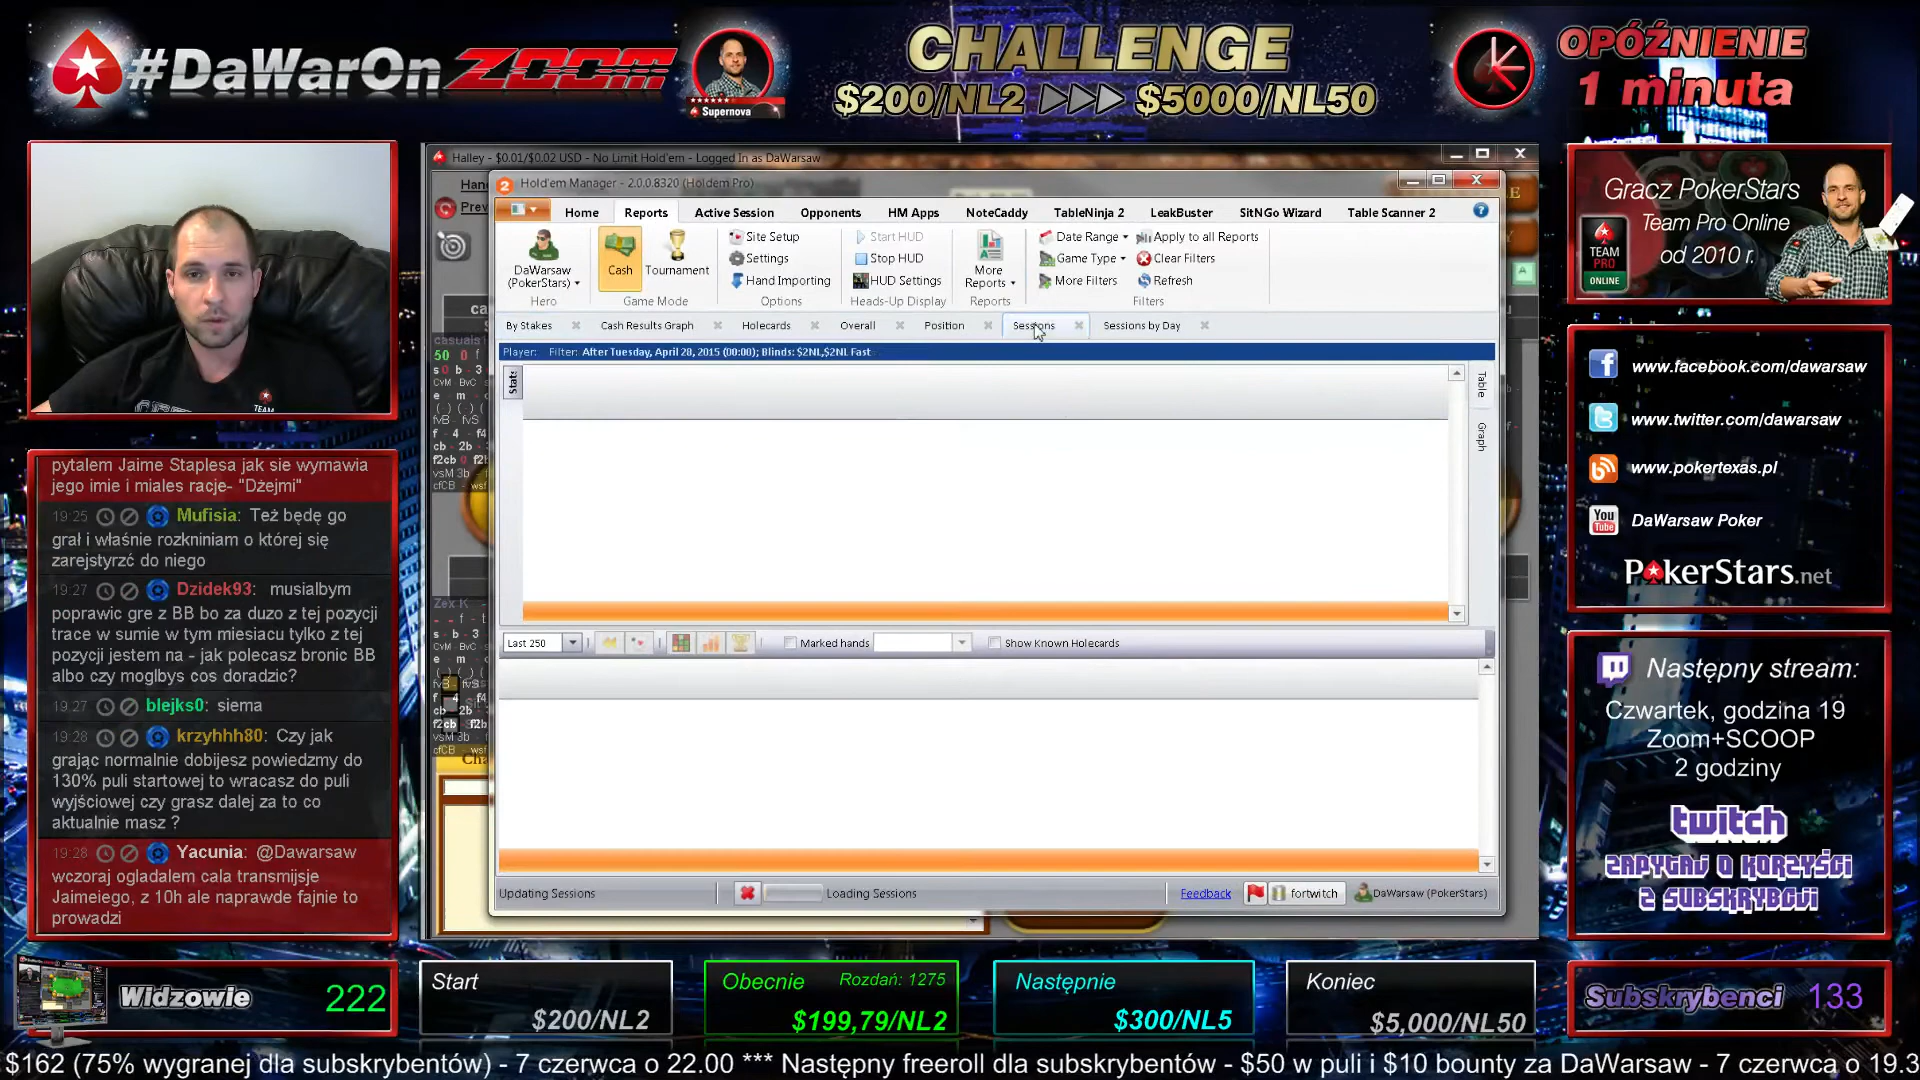 #DaWarOn ZOOM
Supernova
CHALLENGE
$200/NL2 $5000/NL50
OPÓŹNIENIE
1 minuta
Halley - $0.01/$0.02 USD - No Limit Hold'em - Logged In as DaWarsaw
Hold'em Manager - 2.0.0.8320 (Holdem Pro)
Home Reports Active Session Opponents HM Apps NoteCaddy TableNinja 2 LeakBuster SitNGo Wizard Table Scanner 2
DaWarsaw
(PokerStars)
Hero
Cash Tournament
Game Mode
Site Setup
Settings
Hand Importing
Options
Start HUD
Stop HUD
HUD Settings
Heads-Up Display
More
Reports
Reports
Date Range Apply to all Reports
Game Type Clear Filters
More Filters Refresh
Filters
By Stakes Cash Results Graph Holecards Overall Position Sessions Sessions by Day
Player: Filter: After Tuesday, April 28, 2015 (00:00); Blinds: $2NL,$2NL Fast
Stats
Table
Graph
Last 250 Marked hands Show Known Holecards
Updating Sessions Loading Sessions Feedback fortwitch DaWarsaw (PokerStars)
Gracz PokerStars
Team Pro Online
od 2010 r.
TEAM
PRO
ONLINE
www.facebook.com/dawarsaw
www.twitter.com/dawarsaw
www.pokertexas.pl
You
Tube
DaWarsaw Poker
PokerStars.net
Następny stream:
Czwartek, godzina 19
Zoom+SCOOP
2 godziny
twitch
ZAPYTAJ O KORZYŚCI
Z SUBSKRYBCJI
pytalem Jaime Staplesa jak sie wymawia
jego imie i miales racje- "Dżejmi"
19:25 Mufisia: Też będę go
grał i właśnie rozkniniam o której się
zarejstyrzć do niego
19:27 Dzidek93: musialbym
poprawic gre z BB bo za duzo z tej pozycji
trace w sumie w tym miesiacu tylko z tej
pozycji jestem na - jak polecasz bronic BB
albo czy moglbys cos doradzic?
19:27 blejks0: siema
19:28 krzyhhh80: Czy jak
grając normalnie dobijesz powiedzmy do
130% puli startowej to wracasz do puli
wyjściowej czy grasz dalej za to co
aktualnie masz ?
19:28 Yacunia: @Dawarsaw
wczoraj ogladalem cala transmijsje
Jaimeiego, z 10h ale naprawde fajnie to
prowadzi
Widzowie 222
Start
$200/NL2
Obecnie Rozdań: 1275
$199,79/NL2
Następnie
$300/NL5
Koniec
$5,000/NL50
Subskrybenci 133
$162 (75% wygranej dla subskrybentów) - 7 czerwca o 22.00 *** Następny freeroll dla subskrybentów - $50 w puli i $10 bounty za DaWarsaw - 7 czerwca o 19.3